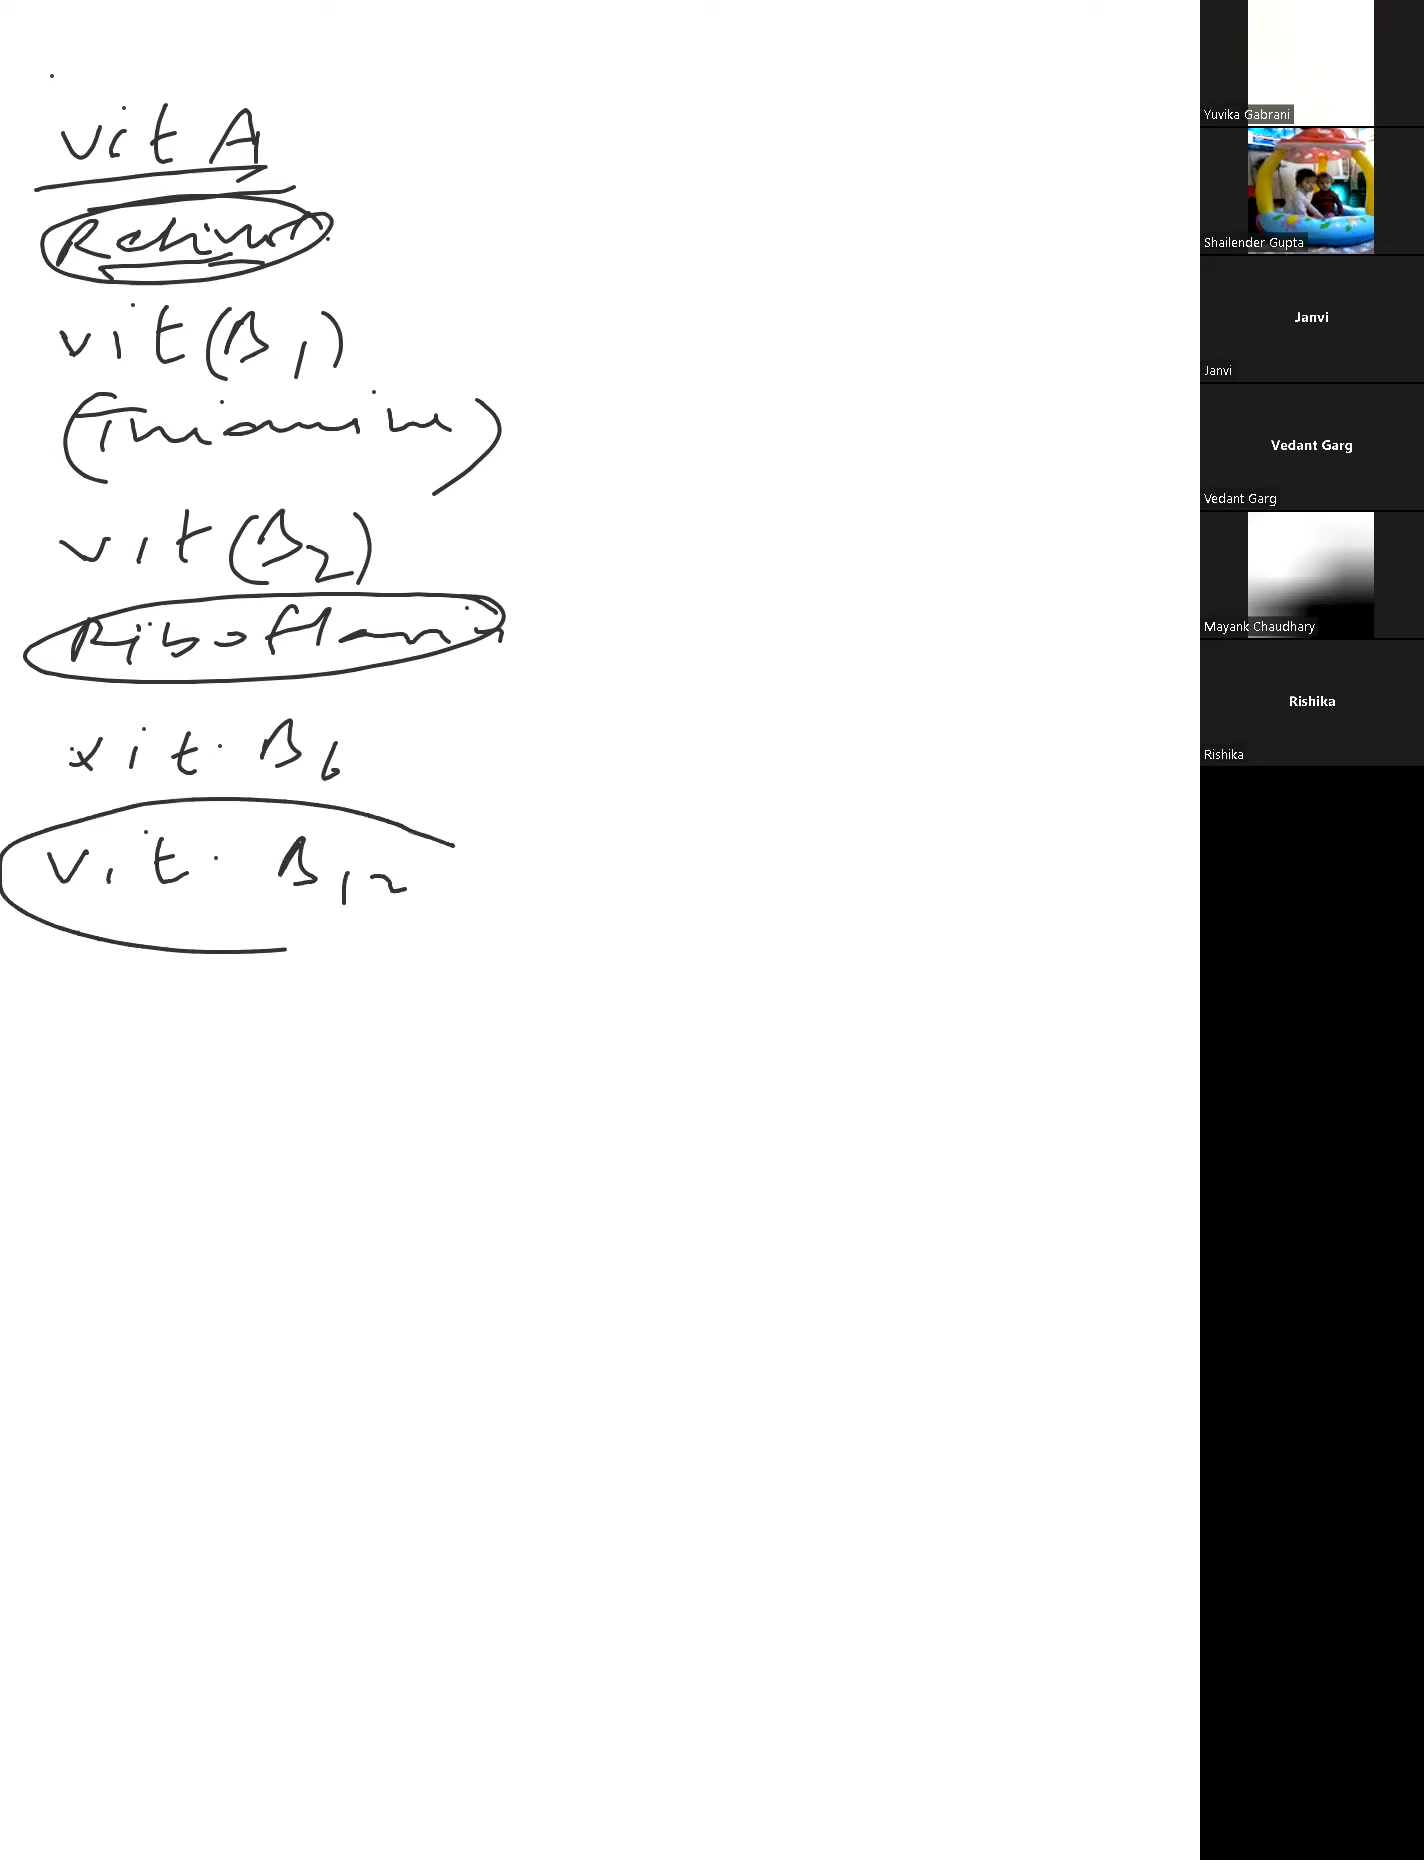 vit A
Retinol
vit (B1)
(Thiamine)
vit (B2)
Riboflavin
vit. B6
vit. B12
Yuvika Gabrani
Shailender Gupta
Janvi
Janvi
Vedant Garg
Vedant Garg
Mayank Chaudhary
Rishika
Rishika